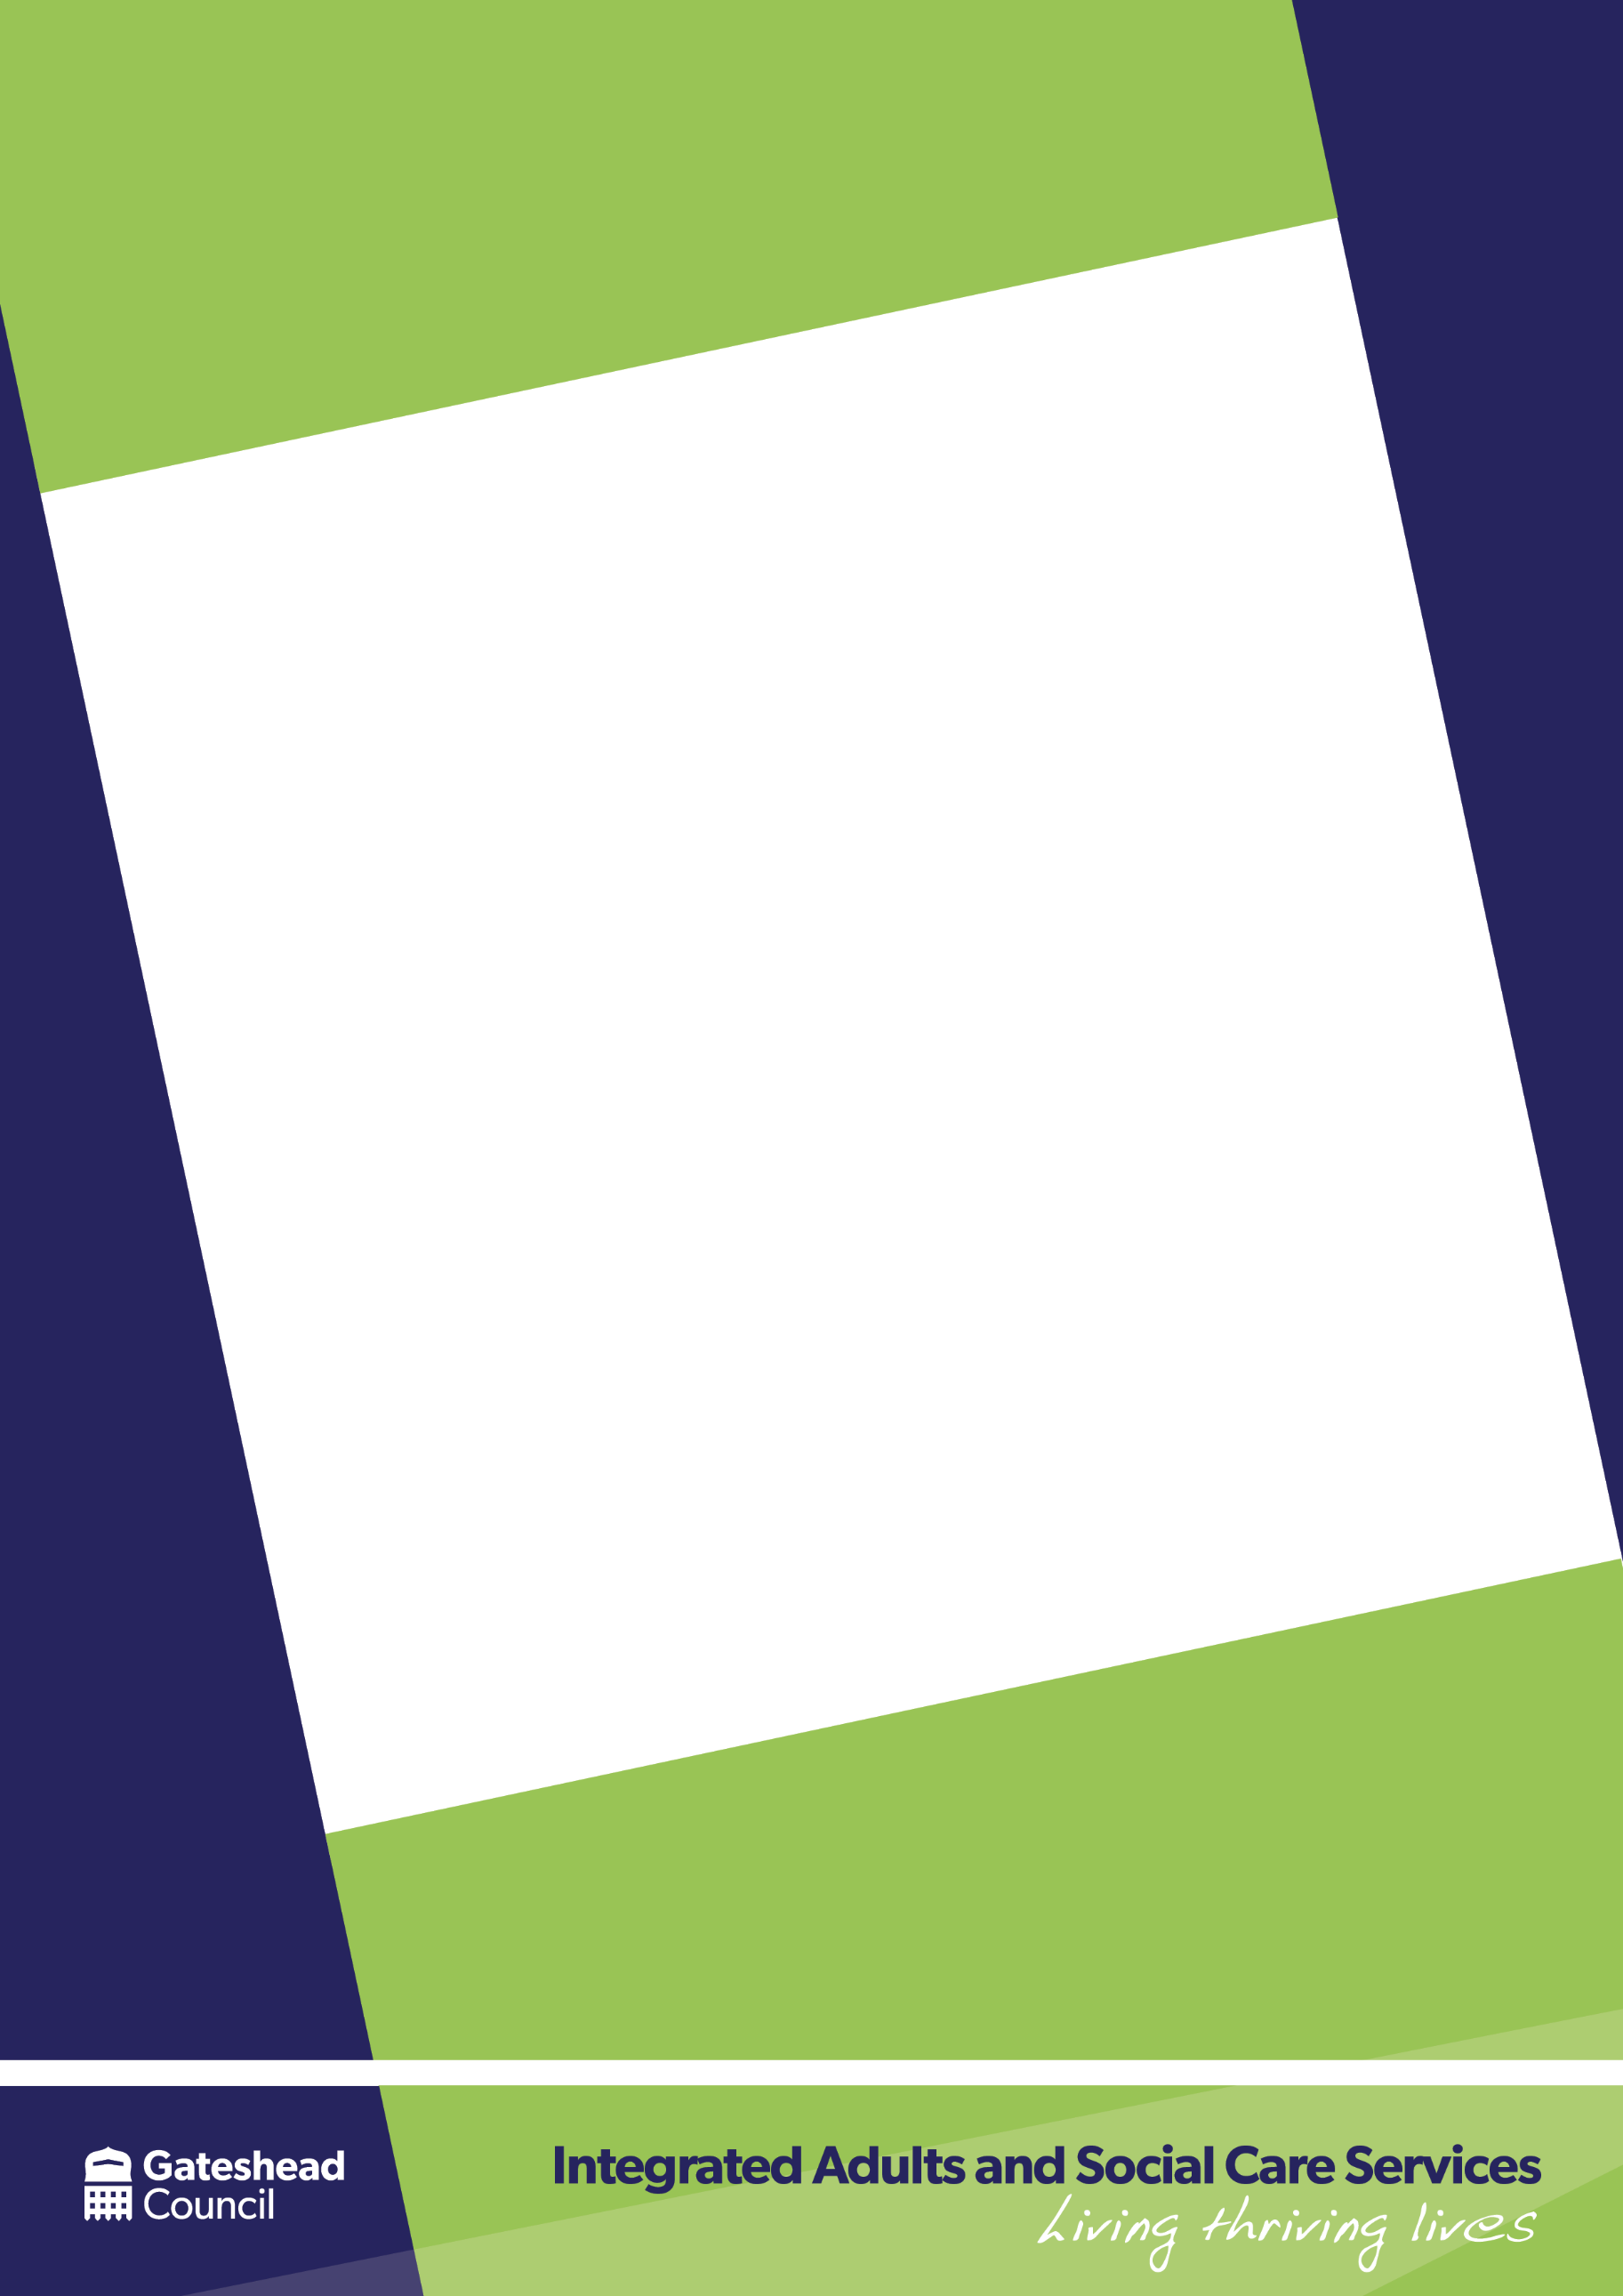 Gateshead
Council
Integrated Adults and Social Care Services
living thriving lives